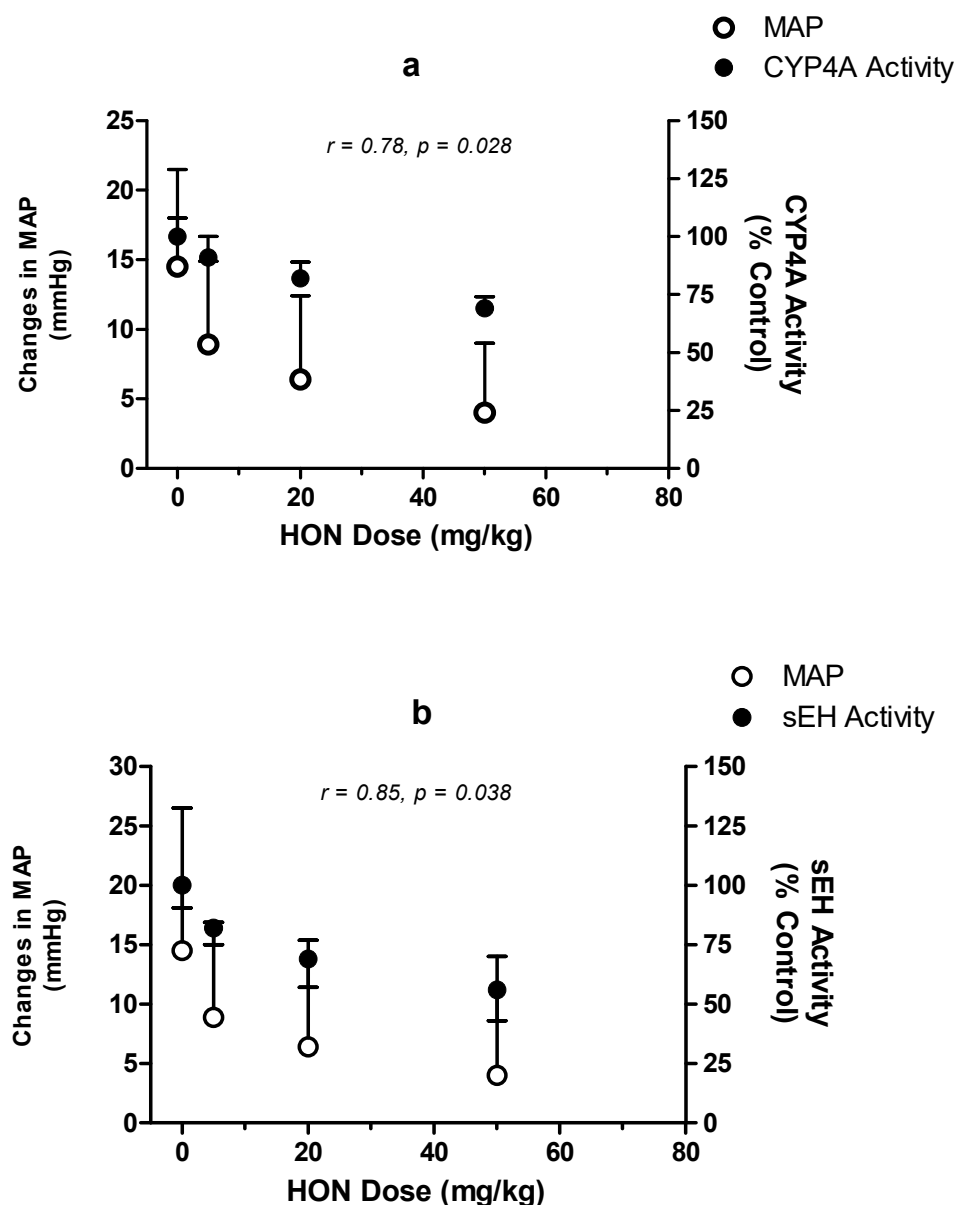 MAP
CYP4A Activity
a
r = 0.78, p = 0.028
25
20
15
10
5
0
Changes in MAP
(mmHg)
150
125
100
75
50
25
0
CYP4A Activity
(% Control)
0 20 40 60 80
HON Dose (mg/kg)
MAP
sEH Activity
b
r = 0.85, p = 0.038
30
25
20
15
10
5
0
Changes in MAP
(mmHg)
150
125
100
75
50
25
0
sEH Activity
(% Control)
0 20 40 60 80
HON Dose (mg/kg)